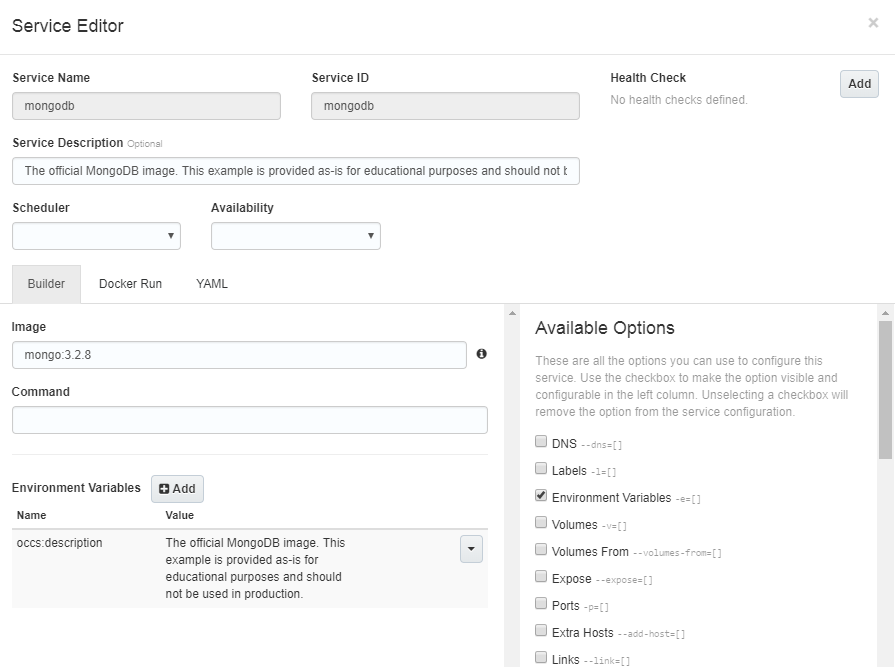 Service Editor
×
Service Name
Service ID
Health Check
Add
mongodb
mongodb
No health checks defined.
Service Description Optional
The official MongoDB image. This example is provided as-is for educational purposes and should not b
Scheduler
Availability
Builder
Docker Run
YAML
Image
mongo:3.2.8
Command
Environment Variables
Add
Name
Value
occs:description
The official MongoDB image. This
example is provided as-is for
educational purposes and should
not be used in production.
Available Options
These are all the options you can use to configure this
service. Use the checkbox to make the option visible and
configurable in the left column. Unselecting a checkbox will
remove the option from the service configuration.
DNS --dns=[]
Labels -l=[]
Environment Variables -e=[]
Volumes -v=[]
Volumes From --volumes-from=[]
Expose --expose=[]
Ports -p=[]
Extra Hosts --add-host=[]
Links --link=[]